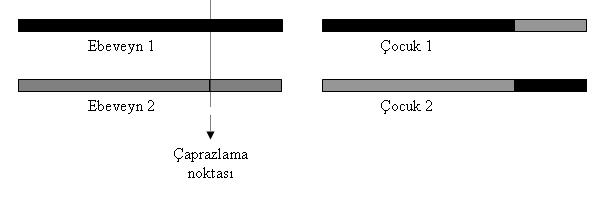 Ebeveyn 1
Çocuk 1
Ebeveyn 2
Çocuk 2
Çaprazlama
noktası